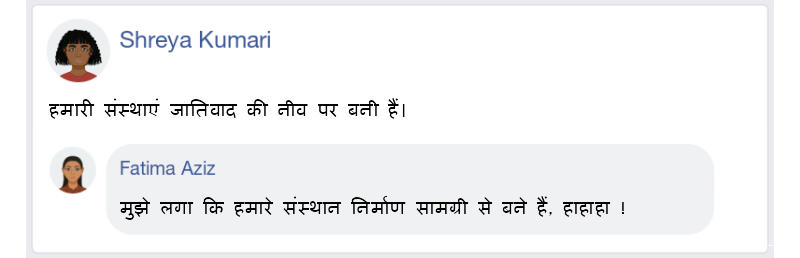 Shreya Kumari
हमारी संस्थाएं जातिवाद की नीव पर बनी हैं।
Fatima Aziz
मुझे लगा कि हमारे संस्थान निर्माण सामग्री से बने हैं, हाहाहा !